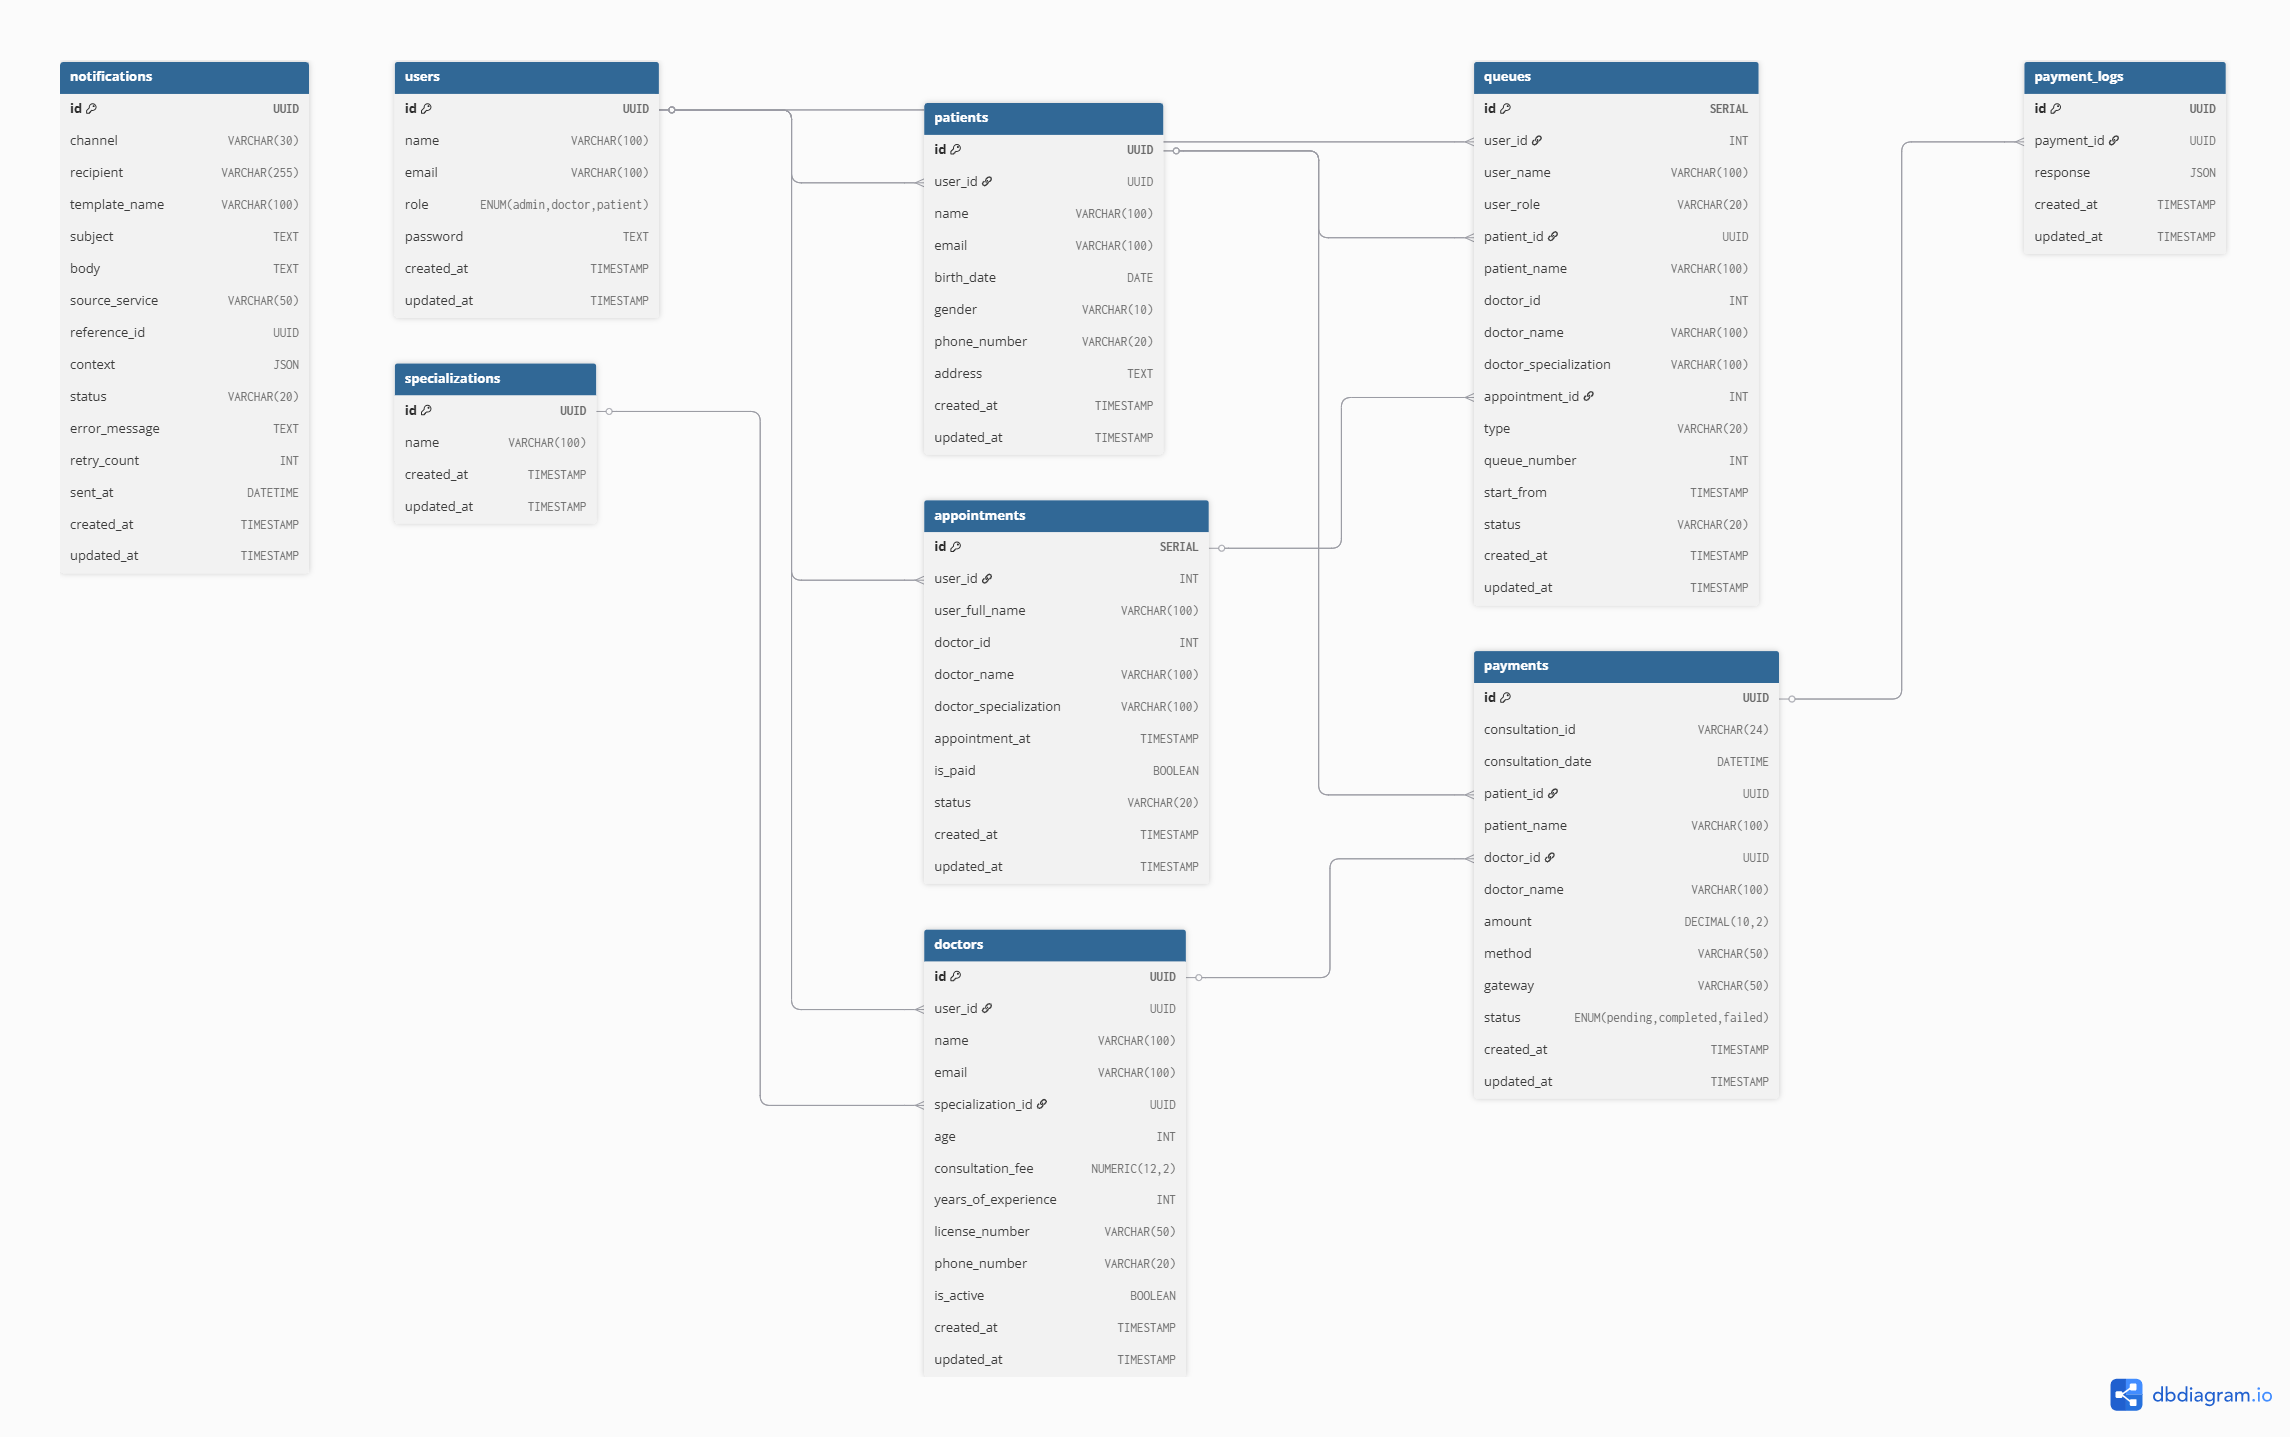 notifications
id UUID
channel VARCHAR(30)
recipient VARCHAR(255)
template_name VARCHAR(100)
subject TEXT
body TEXT
source_service VARCHAR(50)
reference_id UUID
context JSON
status VARCHAR(20)
error_message TEXT
retry_count INT
sent_at DATETIME
created_at TIMESTAMP
updated_at TIMESTAMP
users
id UUID
name VARCHAR(100)
email VARCHAR(100)
role ENUM(admin,doctor,patient)
password TEXT
created_at TIMESTAMP
updated_at TIMESTAMP
specializations
id UUID
name VARCHAR(100)
created_at TIMESTAMP
updated_at TIMESTAMP
patients
id UUID
user_id UUID
name VARCHAR(100)
email VARCHAR(100)
birth_date DATE
gender VARCHAR(10)
phone_number VARCHAR(20)
address TEXT
created_at TIMESTAMP
updated_at TIMESTAMP
appointments
id SERIAL
user_id INT
user_full_name VARCHAR(100)
doctor_id INT
doctor_name VARCHAR(100)
doctor_specialization VARCHAR(100)
appointment_at TIMESTAMP
is_paid BOOLEAN
status VARCHAR(20)
created_at TIMESTAMP
updated_at TIMESTAMP
doctors
id UUID
user_id UUID
name VARCHAR(100)
email VARCHAR(100)
specialization_id UUID
age INT
consultation_fee NUMERIC(12,2)
years_of_experience INT
license_number VARCHAR(50)
phone_number VARCHAR(20)
is_active BOOLEAN
created_at TIMESTAMP
updated_at TIMESTAMP
queues
id SERIAL
user_id INT
user_name VARCHAR(100)
user_role VARCHAR(20)
patient_id UUID
patient_name VARCHAR(100)
doctor_id INT
doctor_name VARCHAR(100)
doctor_specialization VARCHAR(100)
appointment_id INT
type VARCHAR(20)
queue_number INT
start_from TIMESTAMP
status VARCHAR(20)
created_at TIMESTAMP
updated_at TIMESTAMP
payments
id UUID
consultation_id VARCHAR(24)
consultation_date DATETIME
patient_id UUID
patient_name VARCHAR(100)
doctor_id UUID
doctor_name VARCHAR(100)
amount DECIMAL(10,2)
method VARCHAR(50)
gateway VARCHAR(50)
status ENUM(pending,completed,failed)
created_at TIMESTAMP
updated_at TIMESTAMP
payment_logs
id UUID
payment_id UUID
response JSON
created_at TIMESTAMP
updated_at TIMESTAMP
dbdiagram.io